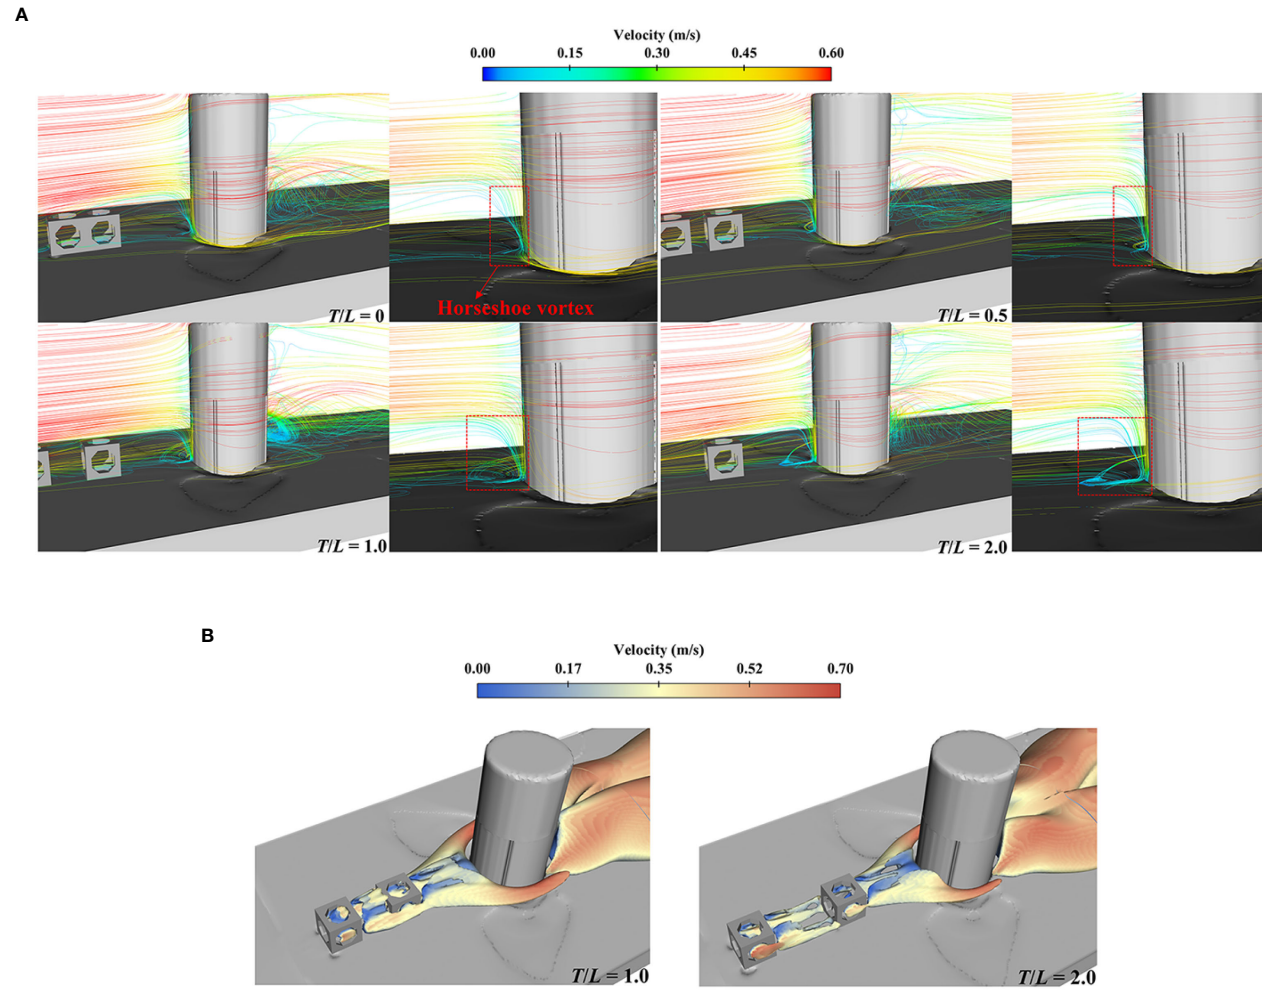 A
Velocity (m/s)
0.00 0.15 0.30 0.45 0.60
Horseshoe vortex
T/L = 0
T/L = 0.5
T/L = 1.0
T/L = 2.0
B
Velocity (m/s)
0.00 0.17 0.35 0.52 0.70
T/L = 1.0
T/L = 2.0